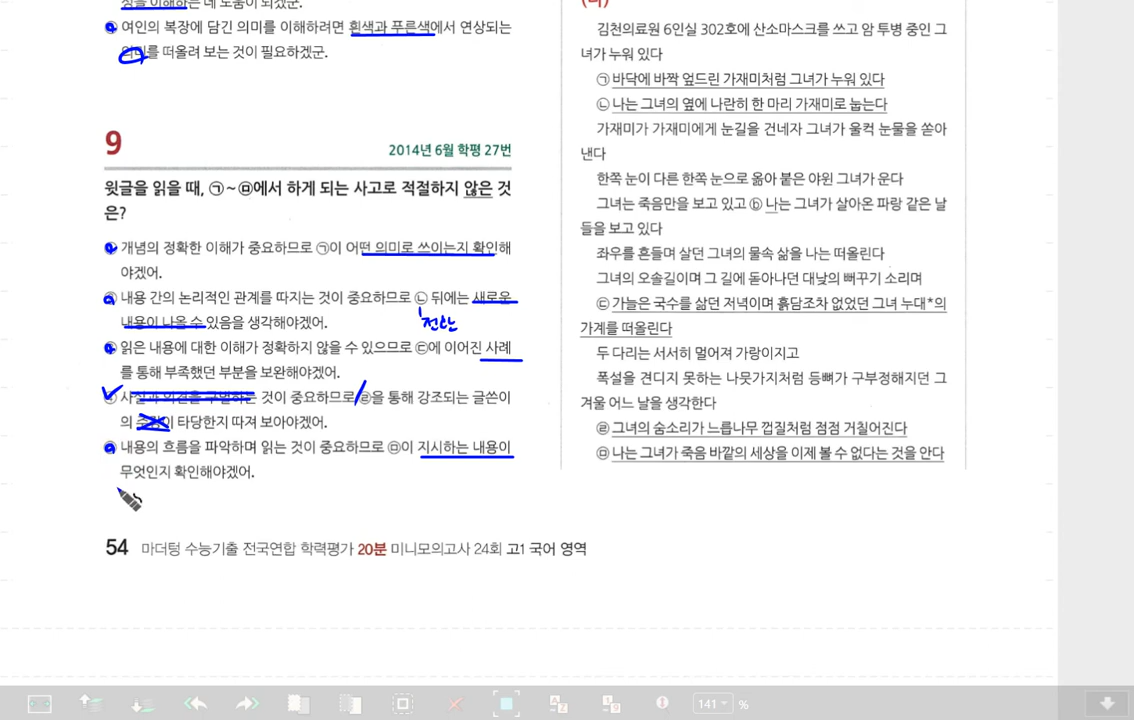 상을 이해하는 데 도움이 되겠군.
여인의 복장에 담긴 의미를 이해하려면 흰색과 푸른색에서 연상되는
의미를 떠올려 보는 것이 필요하겠군.
9
2014년 6월 학평 27번
윗글을 읽을 때, ㉠~㉤에서 하게 되는 사고로 적절하지 않은 것
은?
개념의 정확한 이해가 중요하므로 ㉠이 어떤 의미로 쓰이는지 확인해
야겠어.
내용 간의 논리적인 관계를 따지는 것이 중요하므로 ㉡ 뒤에는 새로운
내용이 나올 수 있음을 생각해야겠어.
전환
읽은 내용에 대한 이해가 정확하지 않을 수 있으므로 ㉢에 이어진 사례
를 통해 부족했던 부분을 보완해야겠어.
사실과 의견을 구분하는 것이 중요하므로 ㉣을 통해 강조되는 글쓴이
의 주장이 타당한지 따져 보아야겠어.
내용의 흐름을 파악하며 읽는 것이 중요하므로 ㉤이 지시하는 내용이
무엇인지 확인해야겠어.
54 마더텅 수능기출 전국연합 학력평가 20분 미니모의고사 24회 고1 국어 영역
김천의료원 6인실 302호에 산소마스크를 쓰고 암 투병 중인 그
녀가 누워 있다
㉠ 바닥에 바짝 엎드린 가재미처럼 그녀가 누워 있다
㉡ 나는 그녀의 옆에 나란히 한 마리 가재미로 눕는다
가재미가 가재미에게 눈길을 건네자 그녀가 울컥 눈물을 쏟아
낸다
한쪽 눈이 다른 한쪽 눈으로 옮아 붙은 야윈 그녀가 운다
그녀는 죽음만을 보고 있고 ⓑ 나는 그녀가 살아온 파랑 같은 날
들을 보고 있다
좌우를 흔들며 살던 그녀의 물속 삶을 나는 떠올린다
그녀의 오솔길이며 그 길에 돋아나던 대낮의 뻐꾸기 소리며
㉢ 가늘은 국수를 삶던 저녁이며 흙담조차 없었던 그녀 누대*의
가계를 떠올린다
두 다리는 서서히 멀어져 가랑이지고
폭설을 견디지 못하는 나뭇가지처럼 등뼈가 구부정해지던 그
겨울 어느 날을 생각한다
㉣ 그녀의 숨소리가 느릅나무 껍질처럼 점점 거칠어진다
㉤ 나는 그녀가 죽음 바깥의 세상을 이제 볼 수 없다는 것을 안다
141 %